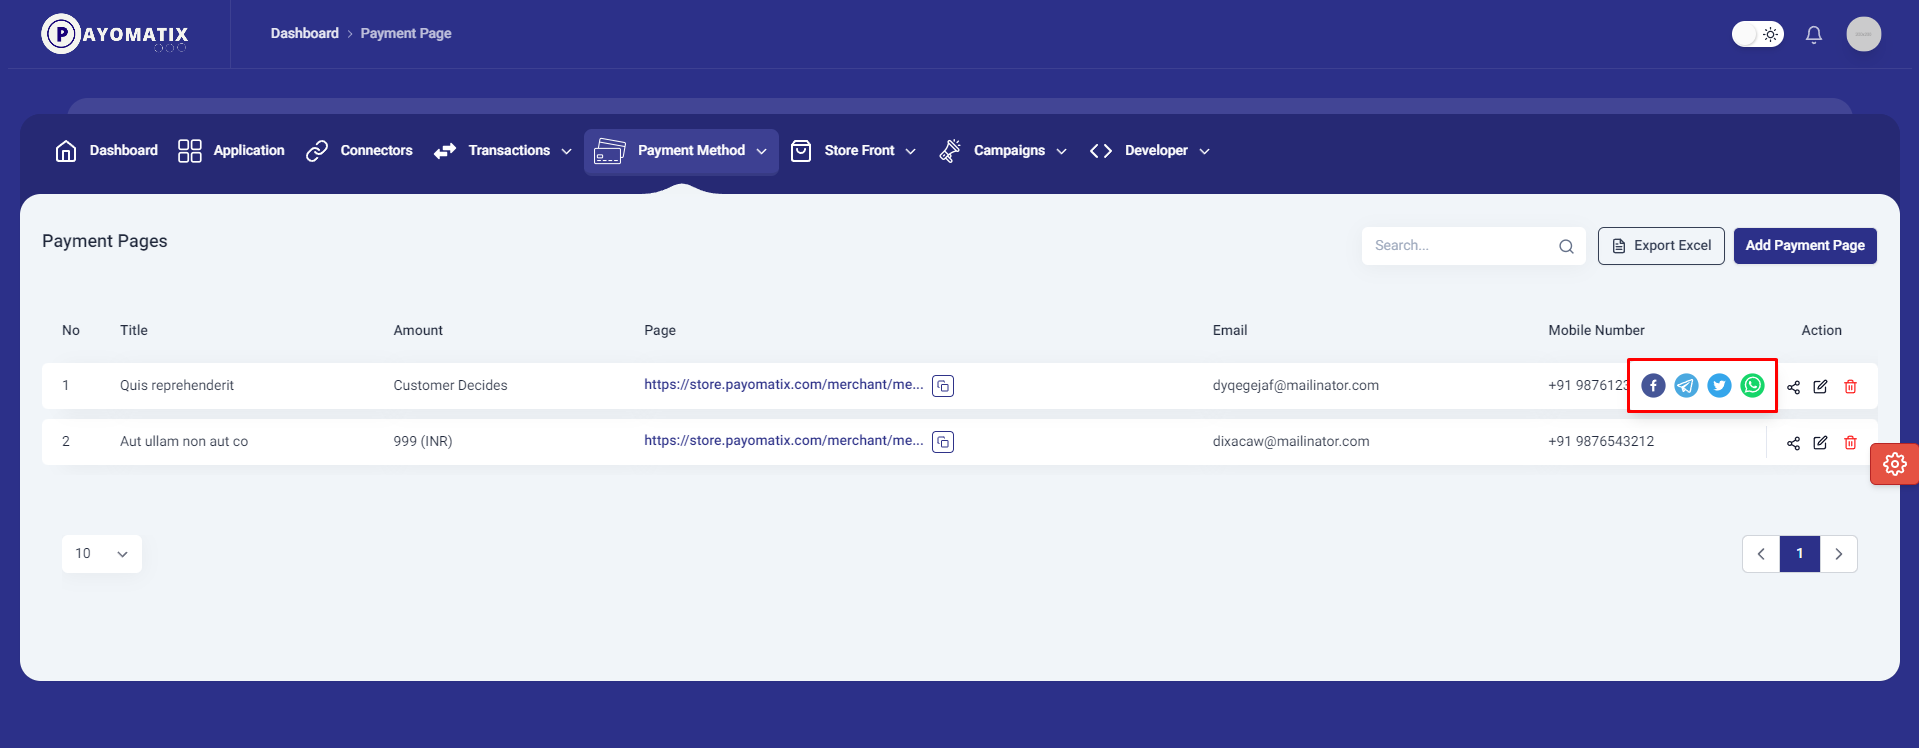 PAYOMATIX
Dashboard > Payment Page
Dashboard Application Connectors Transactions Payment Method Store Front Campaigns Developer
Payment Pages
Search... Export Excel Add Payment Page
No Title Amount Page Email Mobile Number Action
1 Quis reprehenderit Customer Decides https://store.payomatix.com/merchant/me... dyqegejaf@mailinator.com +91 9876123
2 Aut ullam non aut co 999 (INR) https://store.payomatix.com/merchant/me... dixacaw@mailinator.com +91 9876543212
10 1